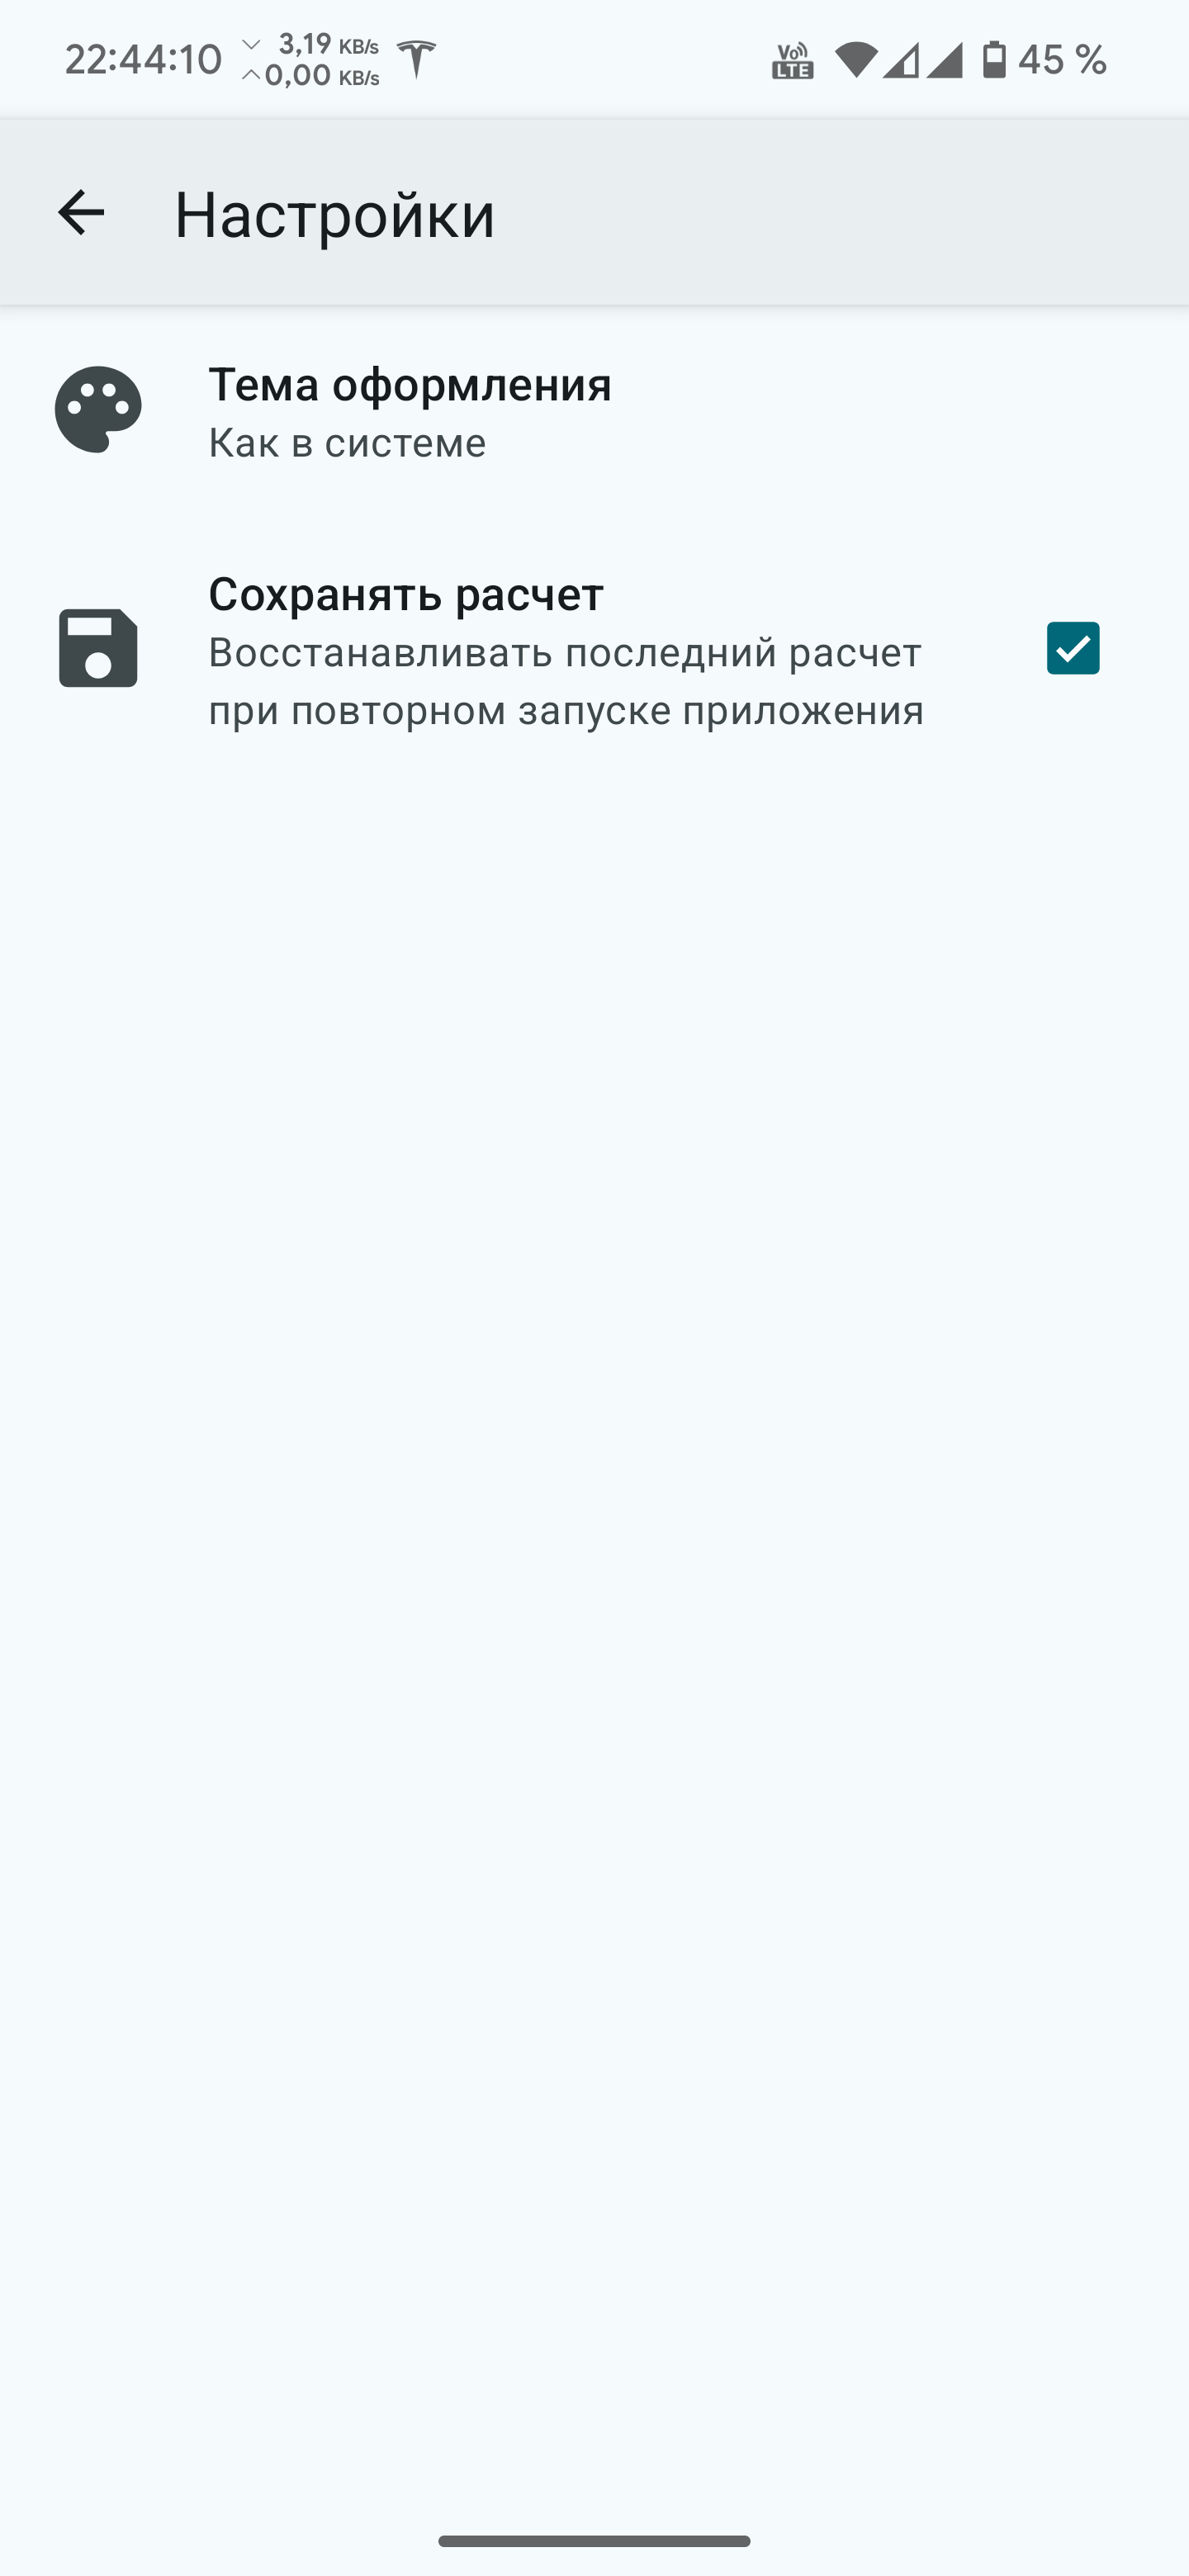 22:44:10 3,19 KB/s
0,00 KB/s
Vo LTE 45 %
Настройки
Тема оформления
Как в системе
Сохранять расчет
Восстанавливать последний расчет
при повторном запуске приложения